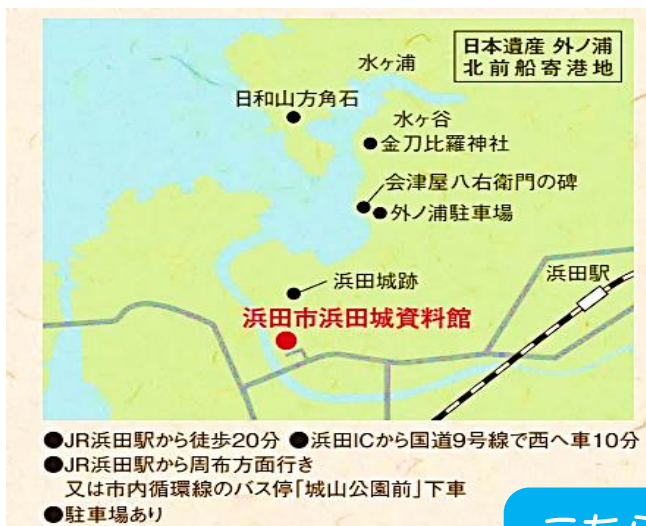 日本遺産 外ノ浦
北前船寄港地
水ヶ浦
日和山方角石
水ヶ谷
金刀比羅神社
会津屋八右衛門の碑
外ノ浦駐車場
浜田城跡
浜田駅
浜田市浜田城資料館
●JR浜田駅から徒歩20分 ●浜田ICから国道9号線で西へ車10分
●JR浜田駅から周布方面行き
又は市内循環線のバス停「城山公園前」下車
●駐車場あり
こちら